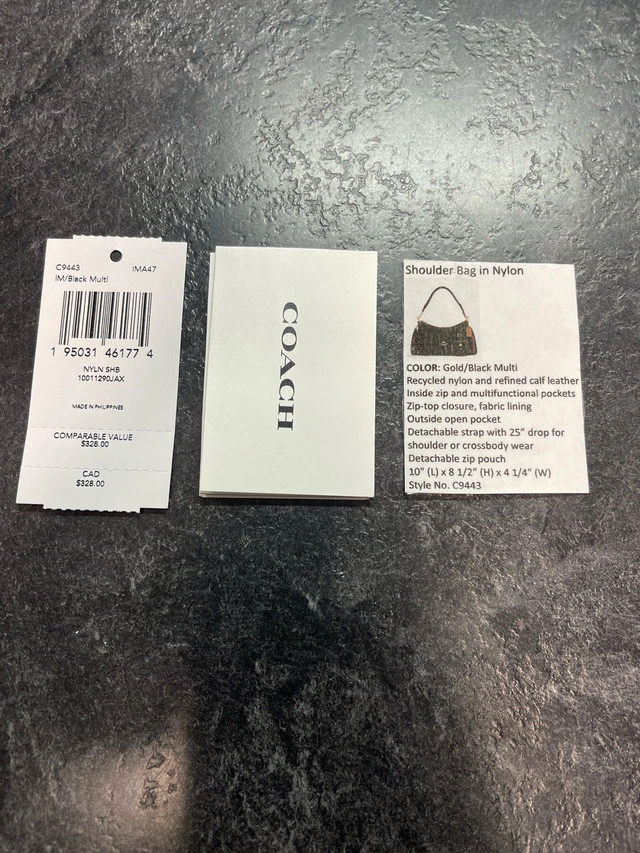 C9443 IMA47
IM/Black Multi
1 95031 46177 4
NYLN SHB
10011290JAX
MADE IN PHILIPPINES
COMPARABLE VALUE
$328.00
CAD
$328.00
COACH
Shoulder Bag in Nylon
COLOR: Gold/Black Multi
Recycled nylon and refined calf leather
Inside zip and multifunctional pockets
Zip-top closure, fabric lining
Outside open pocket
Detachable strap with 25" drop for
shoulder or crossbody wear
Detachable zip pouch
10" (L) x 8 1/2" (H) x 4 1/4" (W)
Style No. C9443